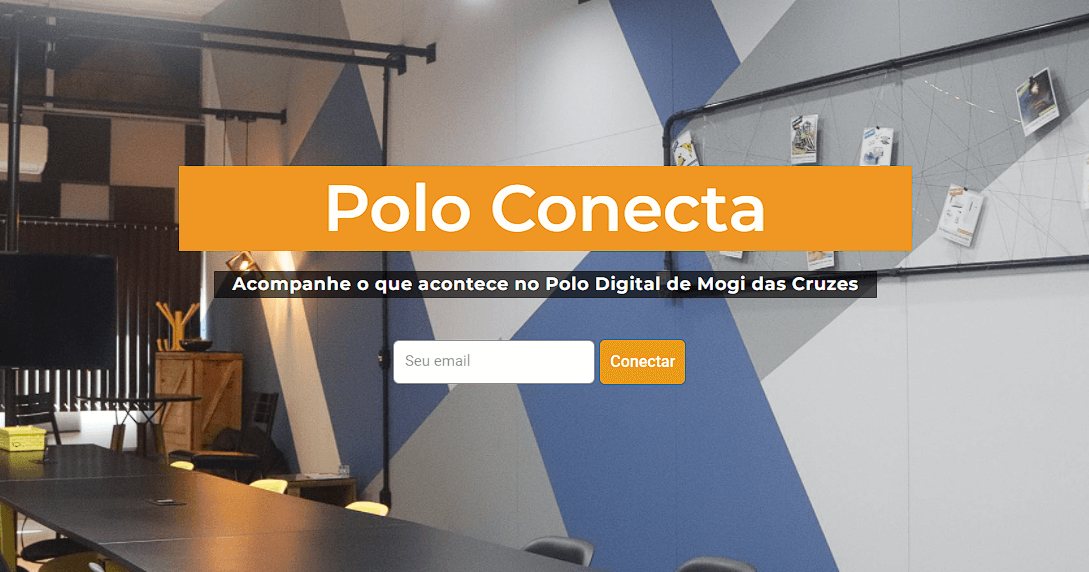 Polo Conecta
Acompanhe o que acontece no Polo Digital de Mogi das Cruzes
Seu email
Conectar